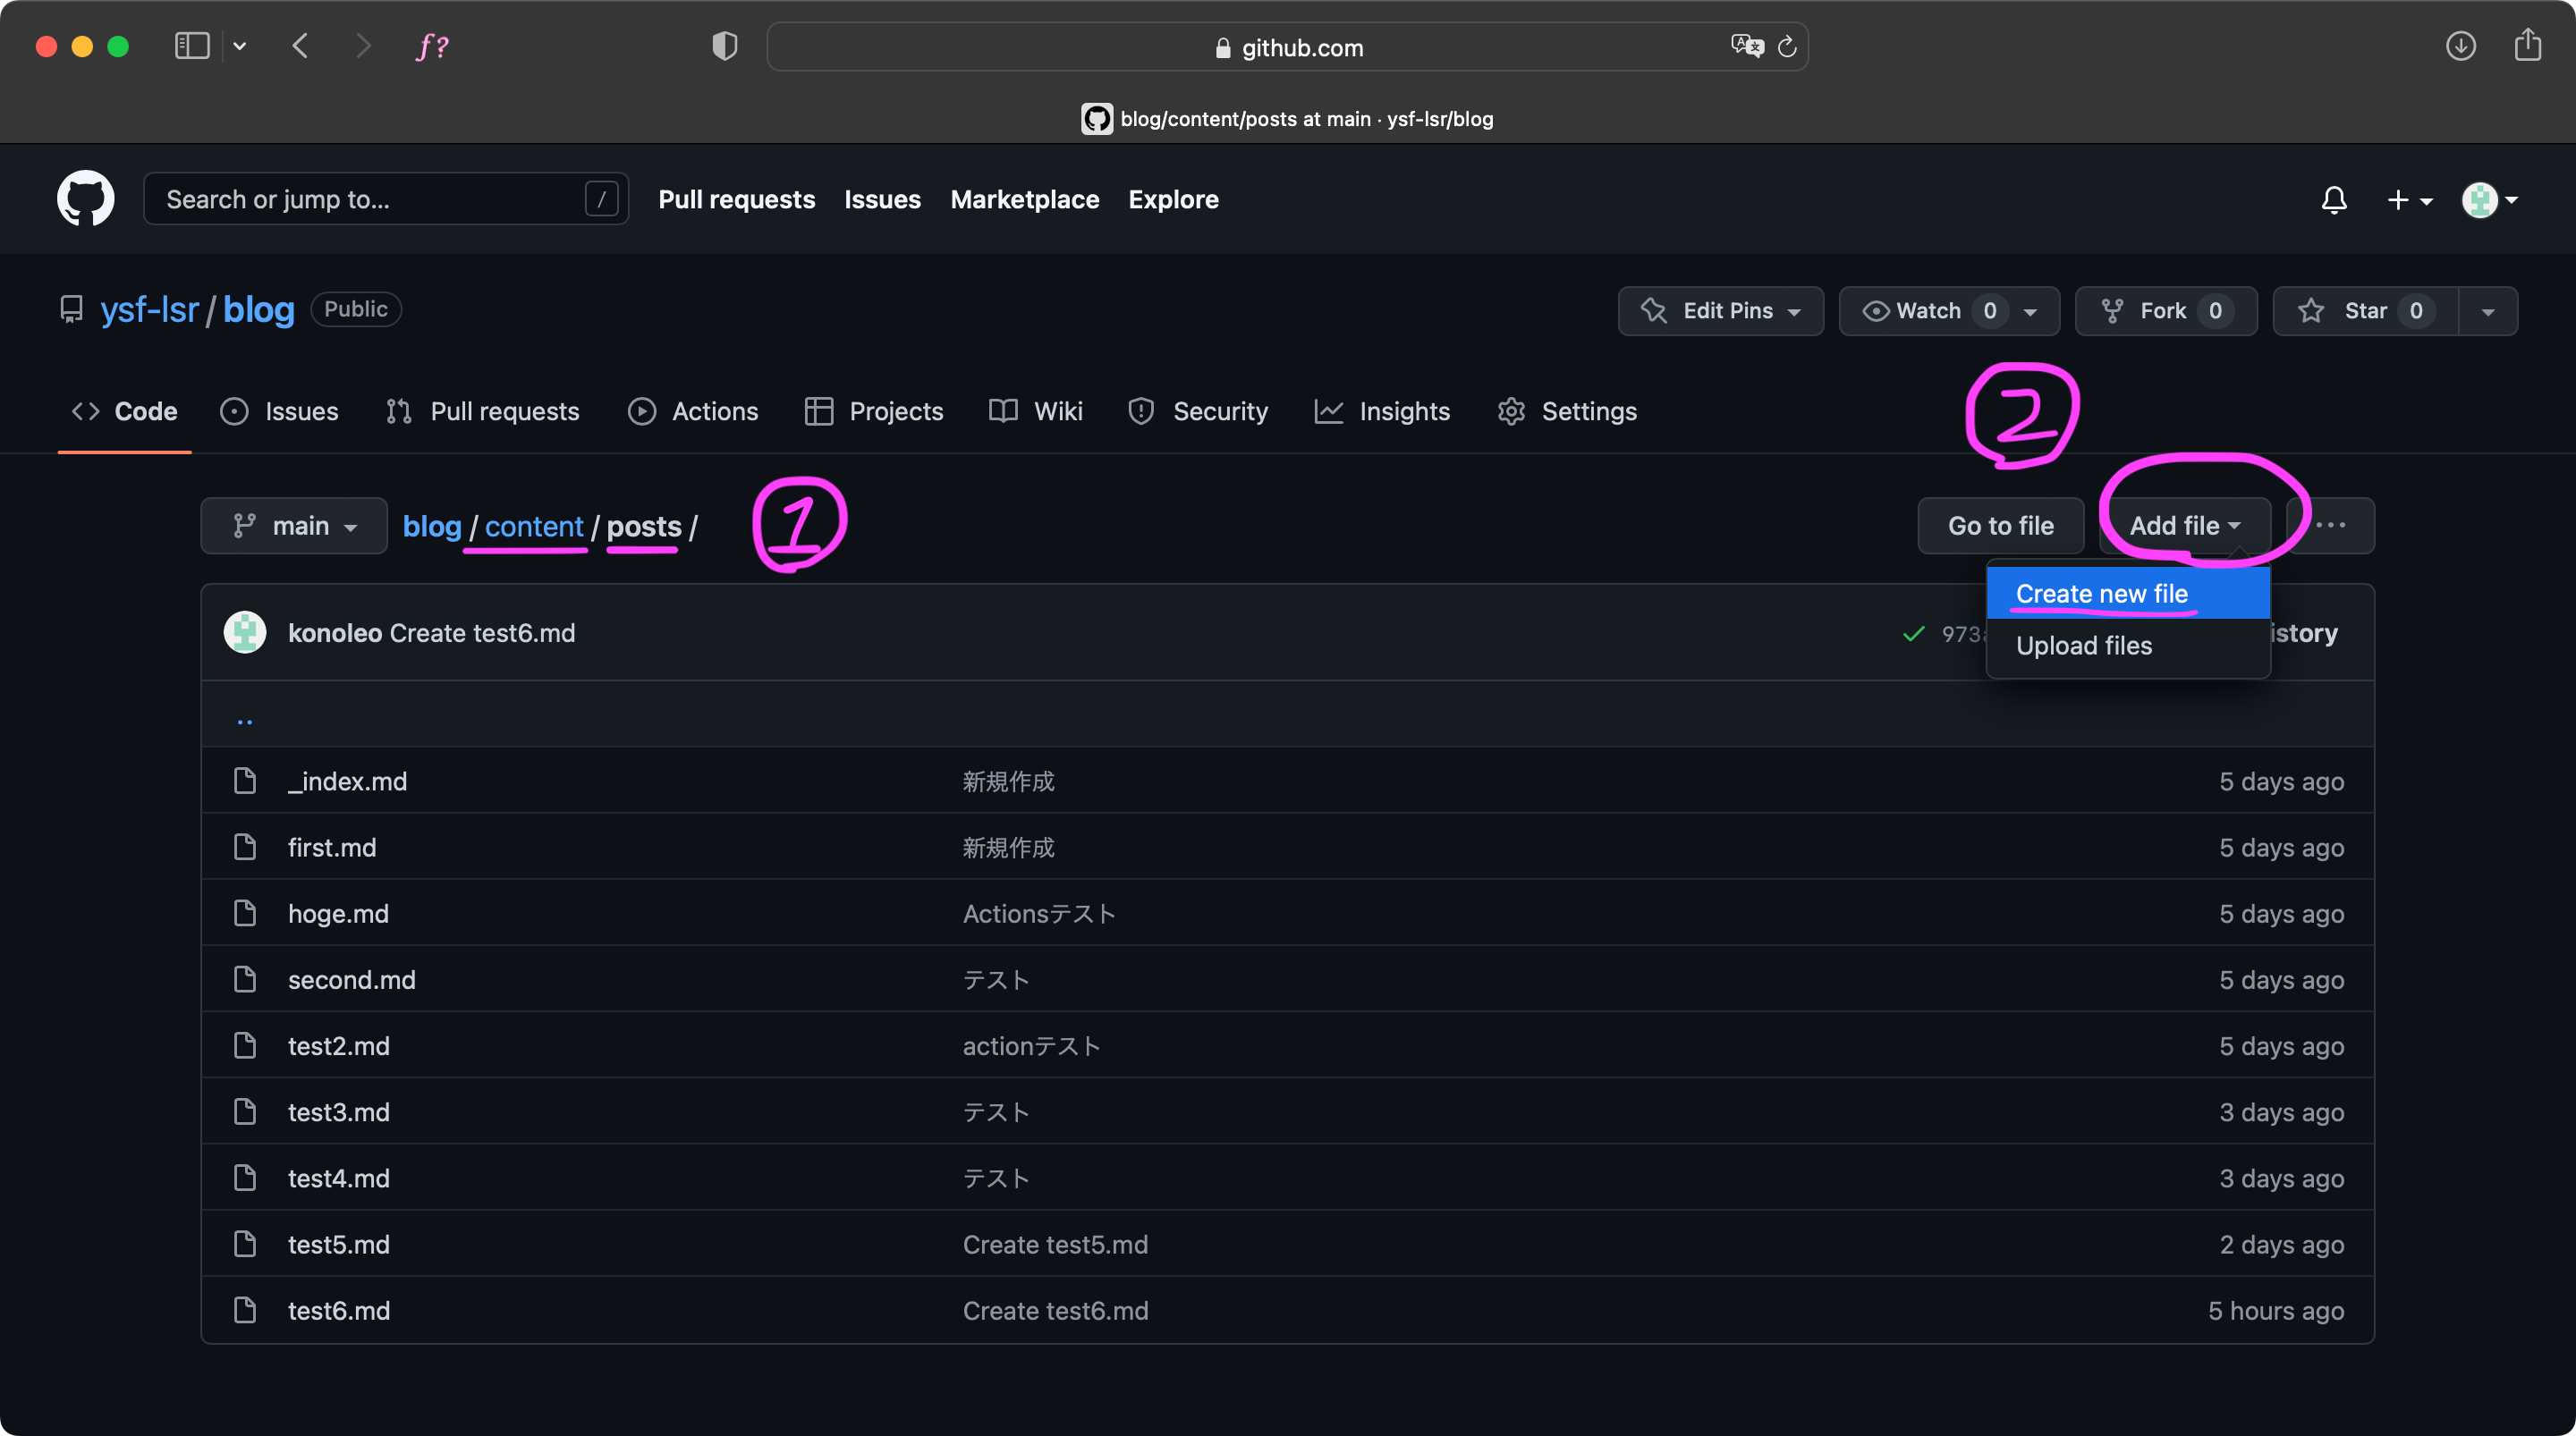 ƒ?
github.com
blog/content/posts at main · ysf-lsr/blog
Search or jump to... /
Pull requests Issues Marketplace Explore
ysf-lsr / blog Public
Edit Pins Watch 0 Fork 0 Star 0
Code Issues Pull requests Actions Projects Wiki Security Insights Settings
2
main blog / content / posts /
1
Go to file Add file ...
Create new file
Upload files
konoleo Create test6.md
973 istory
..
_index.md 新規作成 5 days ago
first.md 新規作成 5 days ago
hoge.md Actionsテスト 5 days ago
second.md テスト 5 days ago
test2.md actionテスト 5 days ago
test3.md テスト 3 days ago
test4.md テスト 3 days ago
test5.md Create test5.md 2 days ago
test6.md Create test6.md 5 hours ago